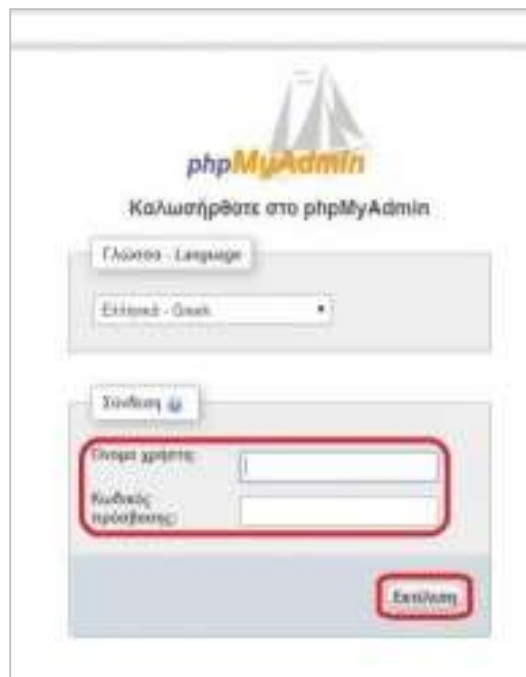 phpMyAdmin
Καλωσήρθατε στο phpMyAdmin
Γλώσσα - Language
Ελληνικά - Greek
Σύνδεση
Όνομα χρήστη:
Κωδικός
πρόσβασης:
Εκτέλεση